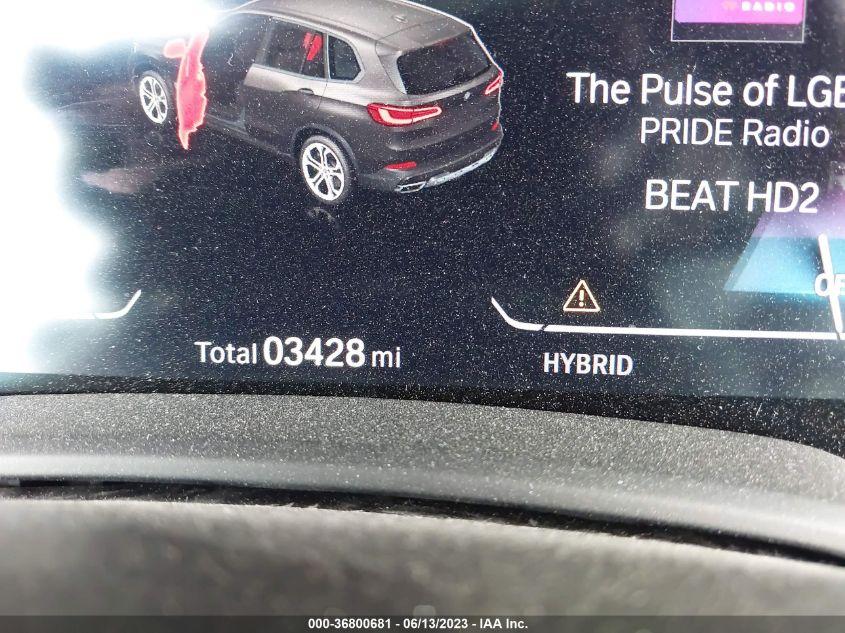 RADIO
The Pulse of
PRIDE Radio
BEAT HD2
Total 03428 mi
HYBRID
000-36800681 - 06/13/2023 - IAA Inc.